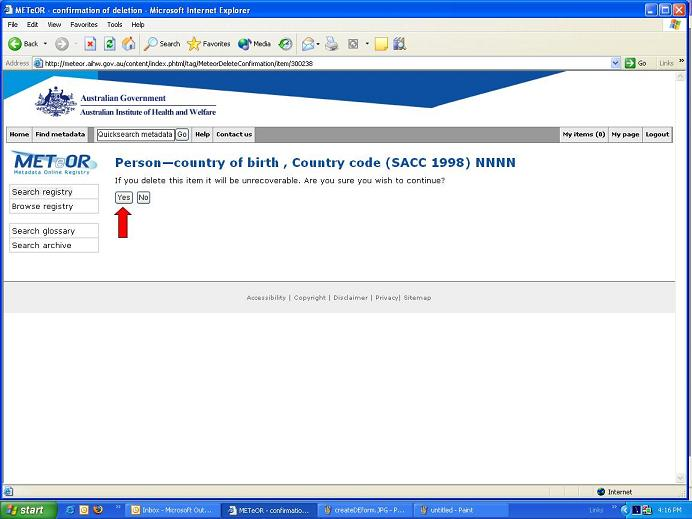 METeOR - confirmation of deletion - Microsoft Internet Explorer
File Edit View Favorites Tools Help
Back Search Favorites Media
Address http://meteor.aihw.gov.au/content/index.phtml/tag/MeteorDeleteConfirmation/item/300238 Go Links »
Australian Government
Australian Institute of Health and Welfare
Home Find metadata Quicksearch metadata Go Help Contact us My items (0) My page Logout
METeOR
Metadata Online Registry
Person—country of birth , Country code (SACC 1998) NNNN
If you delete this item it will be unrecoverable. Are you sure you wish to continue?
Yes No
Search registry
Browse registry
Search glossary
Search archive
Accessibility | Copyright | Disclaimer | Privacy| Sitemap
Internet
start » Inbox - Microsoft Out... METeOR - confirmatio... createDEform.JPG - P... untitled - Paint Links » 4:16 PM